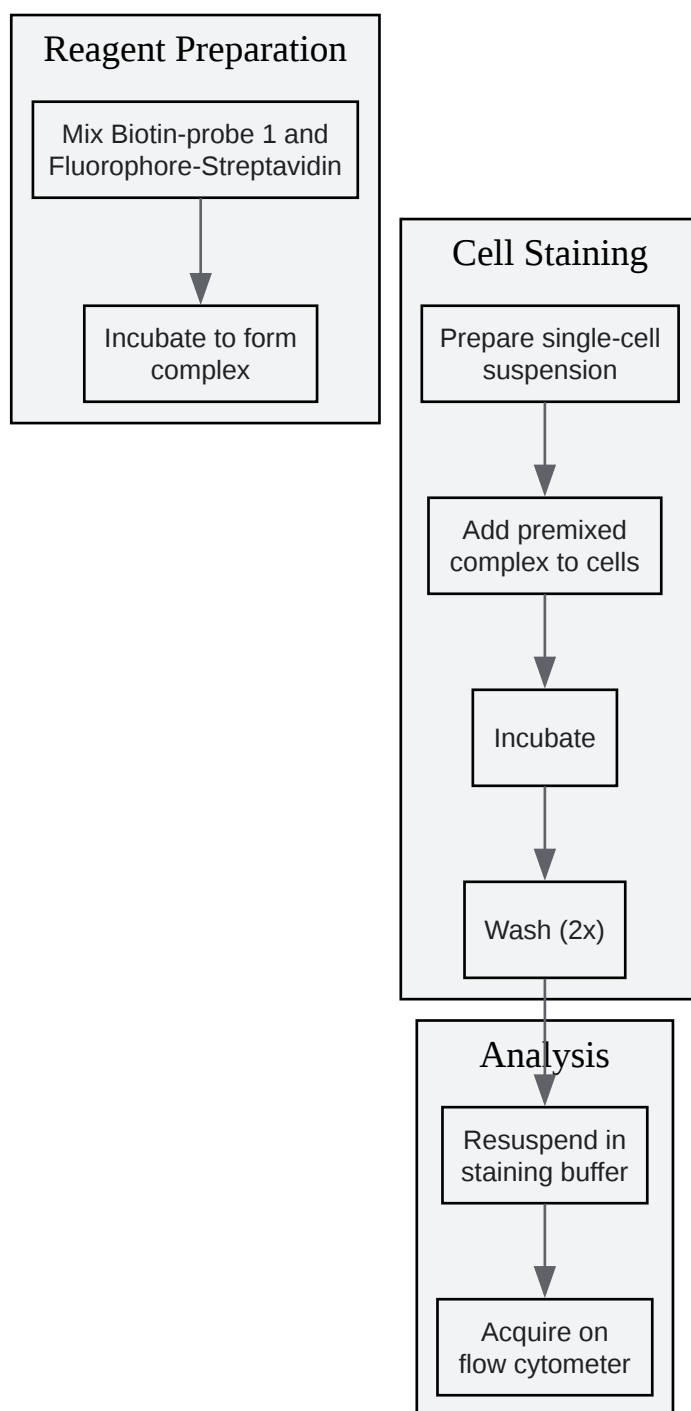 Reagent Preparation
Mix Biotin-probe 1 and
Fluorophore-Streptavidin
Incubate to form
complex
Cell Staining
Prepare single-cell
suspension
Add premixed
complex to cells
Incubate
Wash (2x)
Analysis
Resuspend in
staining buffer
Acquire on
flow cytometer